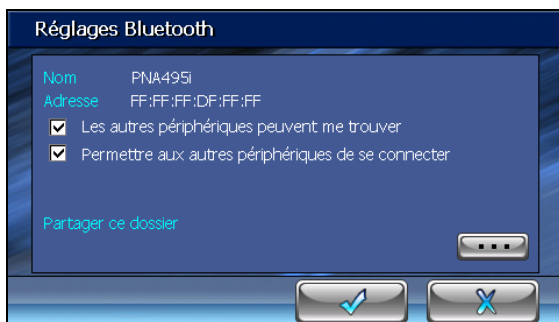 Réglages Bluetooth
Nom PNA495i
Adresse FF:FF:FF:DF:FF:FF
Les autres périphériques peuvent me trouver
Permettre aux autres périphériques de se connecter
Partager ce dossier
...